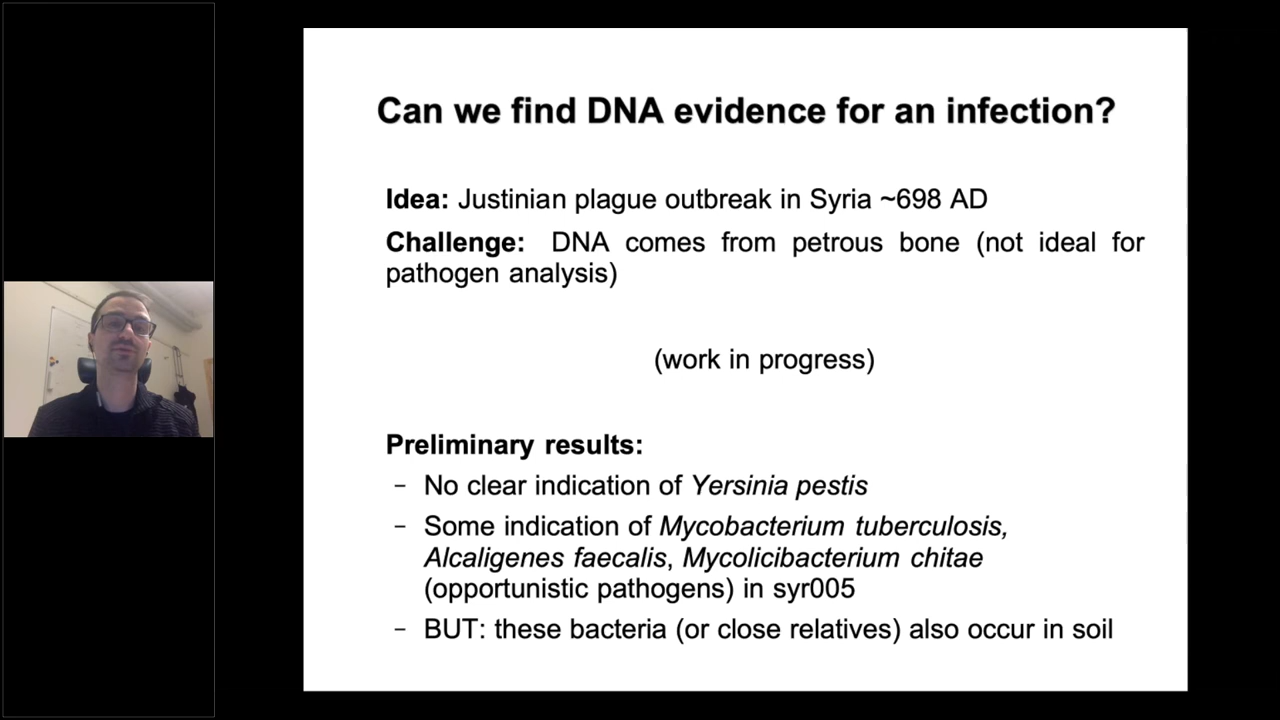 Can we find DNA evidence for an infection?
Idea: Justinian plague outbreak in Syria ~698 AD
Challenge: DNA comes from petrous bone (not ideal for
pathogen analysis)
(work in progress)
Preliminary results:
– No clear indication of Yersinia pestis
– Some indication of Mycobacterium tuberculosis,
Alcaligenes faecalis, Mycolicibacterium chitae
(opportunistic pathogens) in syr005
– BUT: these bacteria (or close relatives) also occur in soil